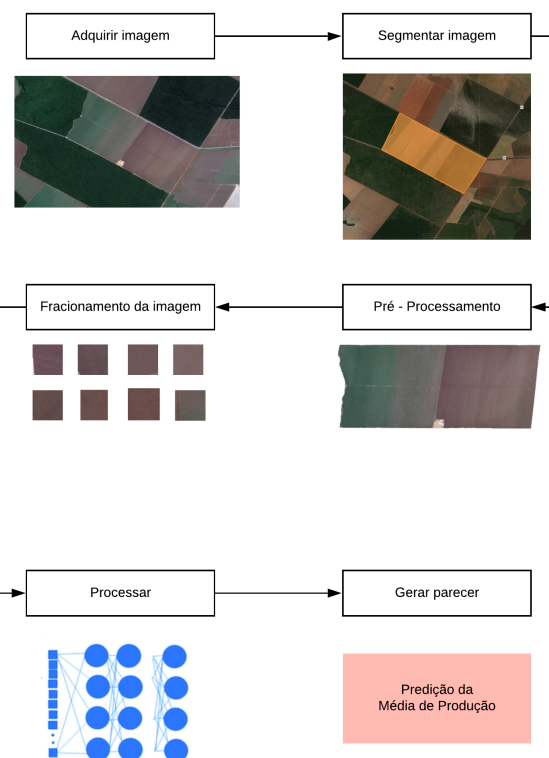 Adquirir imagem
Segmentar imagem
Fracionamento da imagem
Pré - Processamento
Processar
Gerar parecer
Predição da
Média de Produção